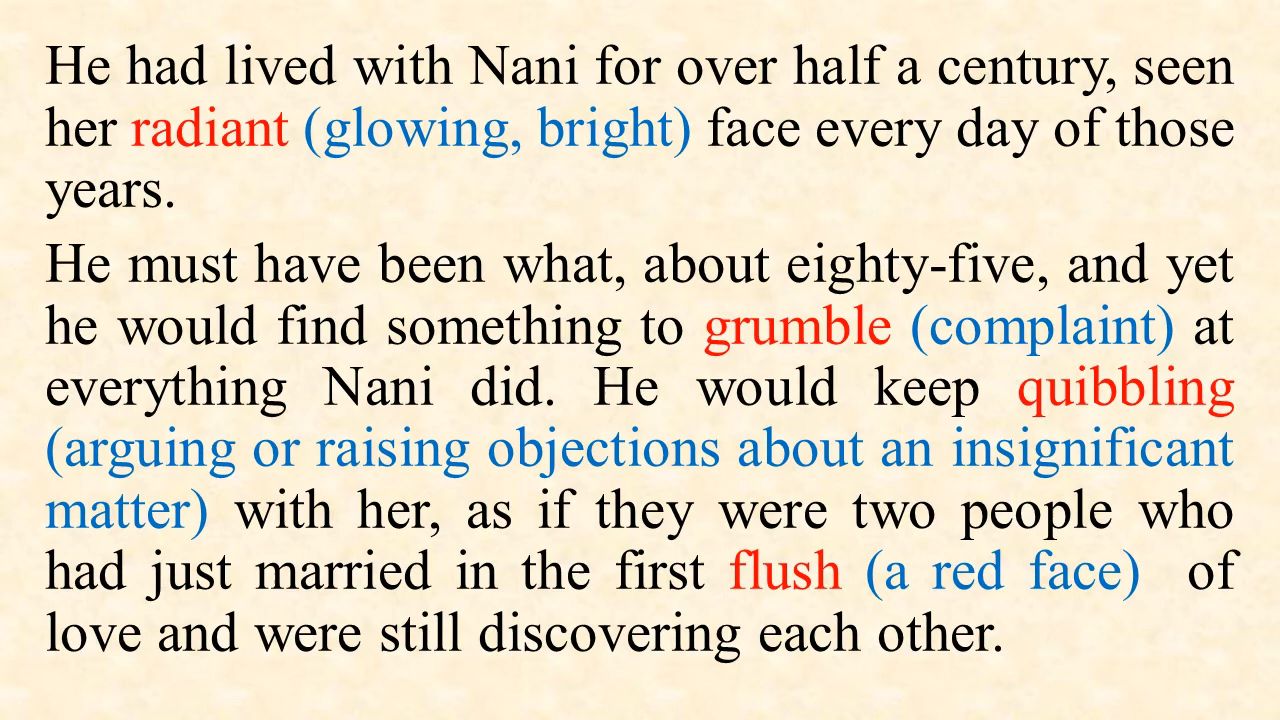 He had lived with Nani for over half a century, seen
her radiant (glowing, bright) face every day of those
years.
He must have been what, about eighty-five, and yet
he would find something to grumble (complaint) at
everything Nani did. He would keep quibbling
(arguing or raising objections about an insignificant
matter) with her, as if they were two people who
had just married in the first flush (a red face) of
love and were still discovering each other.